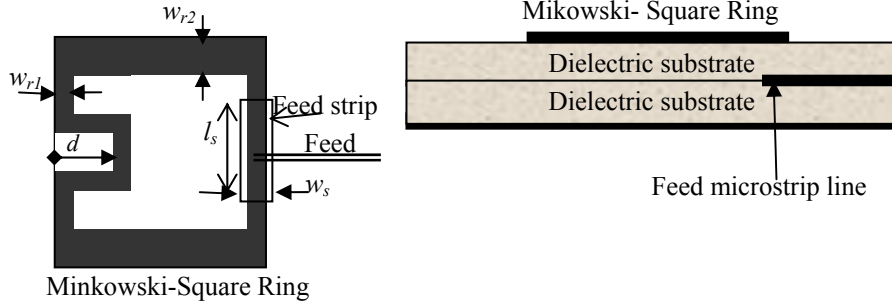 w_r2
w_r1
Feed strip
l_s
d
Feed
w_s
Minkowski-Square Ring
Mikowski- Square Ring
Dielectric substrate
Dielectric substrate
Feed microstrip line